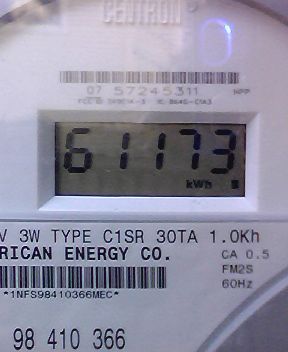 CENTRON
07 57245311 MPP
61173
kWh
V 3W TYPE C1SR 30TA 1.0Kh
RICAN ENERGY CO. CA 0.5
FM2S
60Hz
*1NFS98410366MEC*
98 410 366